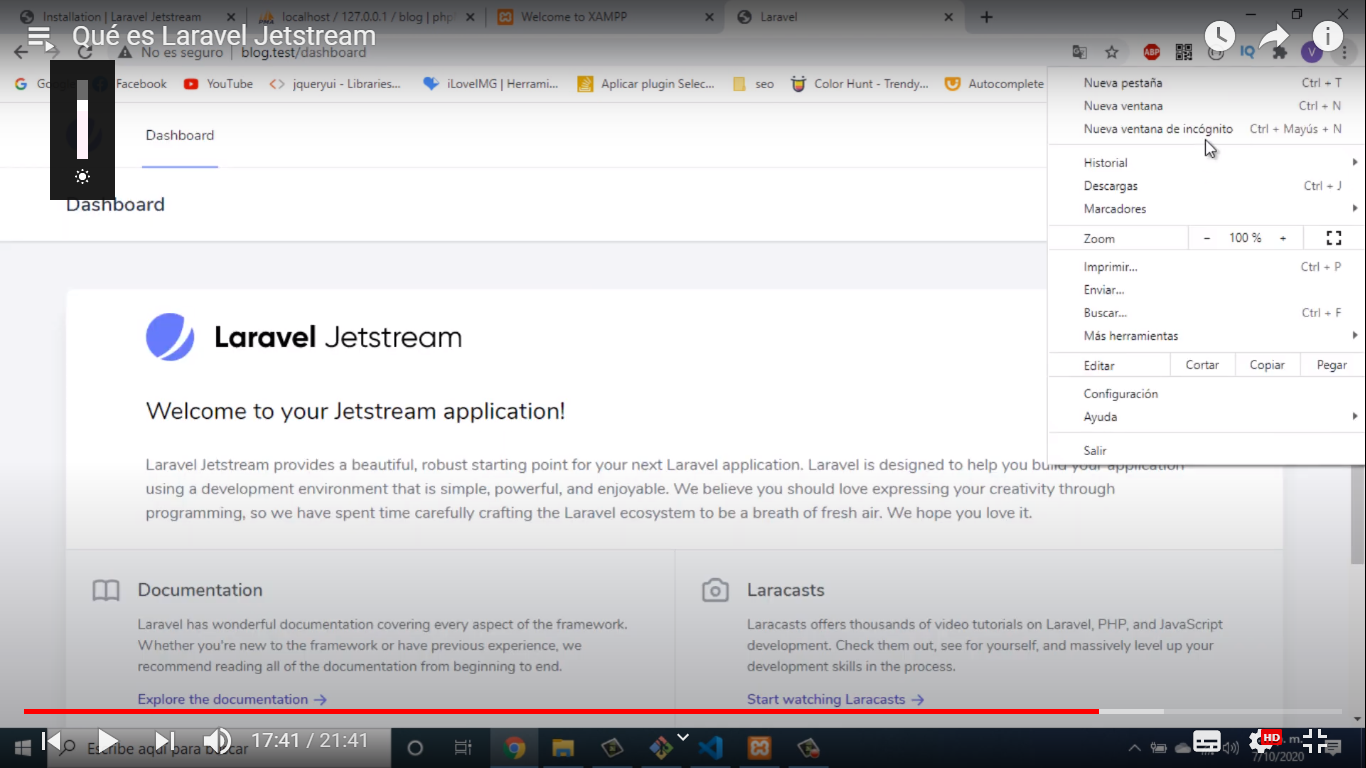 Installation | Laravel Jetstream
localhost / 127.0.0.1 / blog | php
Welcome to XAMPP
Laravel
Qué es Laravel Jetstream
No es seguro | blog.test/dashboard
ABP
IQ
V
Facebook
YouTube
jqueryui - Libraries...
iLoveIMG | Herrami...
Aplicar plugin Selec...
seo
Color Hunt - Trendy...
Autocomplete
Nueva pestaña Ctrl + T
Nueva ventana Ctrl + N
Nueva ventana de incógnito Ctrl + Mayús + N
Historial
Descargas Ctrl + J
Marcadores
Zoom - 100 % +
Imprimir... Ctrl + P
Enviar...
Buscar... Ctrl + F
Más herramientas
Editar Cortar Copiar Pegar
Configuración
Ayuda
Salir
Dashboard
Dashboard
Laravel Jetstream
Welcome to your Jetstream application!
Laravel Jetstream provides a beautiful, robust starting point for your next Laravel application. Laravel is designed to help you build your application
using a development environment that is simple, powerful, and enjoyable. We believe you should love expressing your creativity through
programming, so we have spent time carefully crafting the Laravel ecosystem to be a breath of fresh air. We hope you love it.
Documentation
Laravel has wonderful documentation covering every aspect of the framework.
Whether you're new to the framework or have previous experience, we
recommend reading all of the documentation from beginning to end.
Explore the documentation →
Laracasts
Laracasts offers thousands of video tutorials on Laravel, PHP, and JavaScript
development. Check them out, see for yourself, and massively level up your
development skills in the process.
Start watching Laracasts →
Escribe aquí para buscar
17:41 / 21:41
HD
7/10/2020